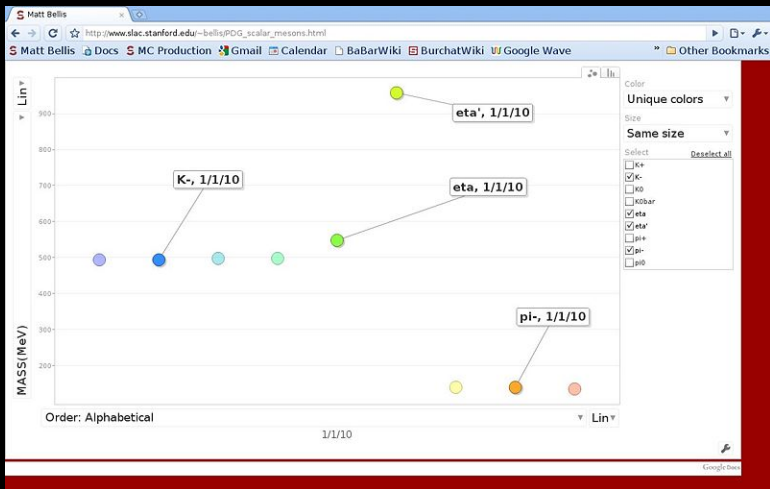 S Matt Bellis
http://www.slac.stanford.edu/~bellis/PDG_scalar_mesons.html
S Matt Bellis Docs S MC Production Gmail Calendar BaBarWiki BurchatWiki Google Wave » Other Bookmarks
Lin
MASS(MeV)
900
800
700
600
500
400
300
200
eta', 1/1/10
K-, 1/1/10
eta, 1/1/10
pi-, 1/1/10
Order: Alphabetical
Lin
1/1/10
Color
Unique colors
Size
Same size
Select Deselect all
K+
K-
K0
K0bar
eta
eta'
pi+
pi-
pi0
Google Docs